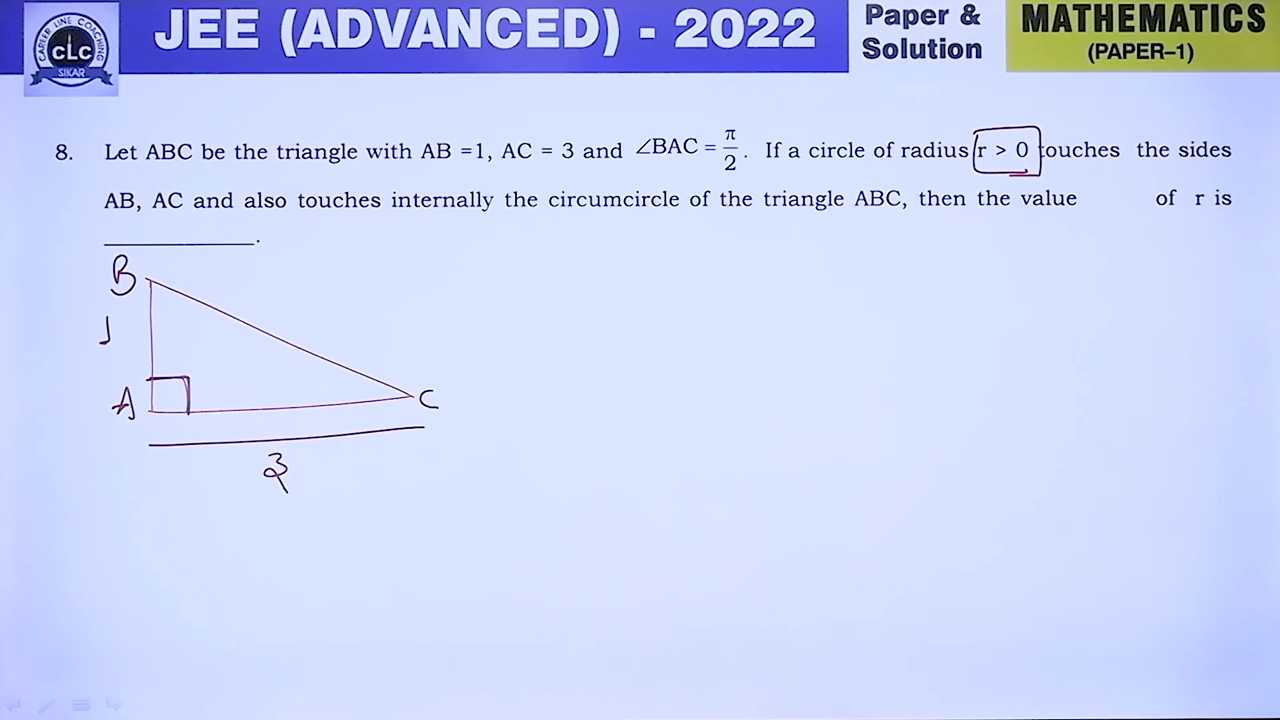 CAREER LINE COACHING
CLC
SIKAR
JEE (ADVANCED) - 2022
Paper &
Solution
MATHEMATICS
(PAPER–1)
8. Let ABC be the triangle with AB =1, AC = 3 and ∠BAC = π/2. If a circle of radius r > 0 touches the sides
AB, AC and also touches internally the circumcircle of the triangle ABC, then the value of r is
____________.
B
1
A
C
3